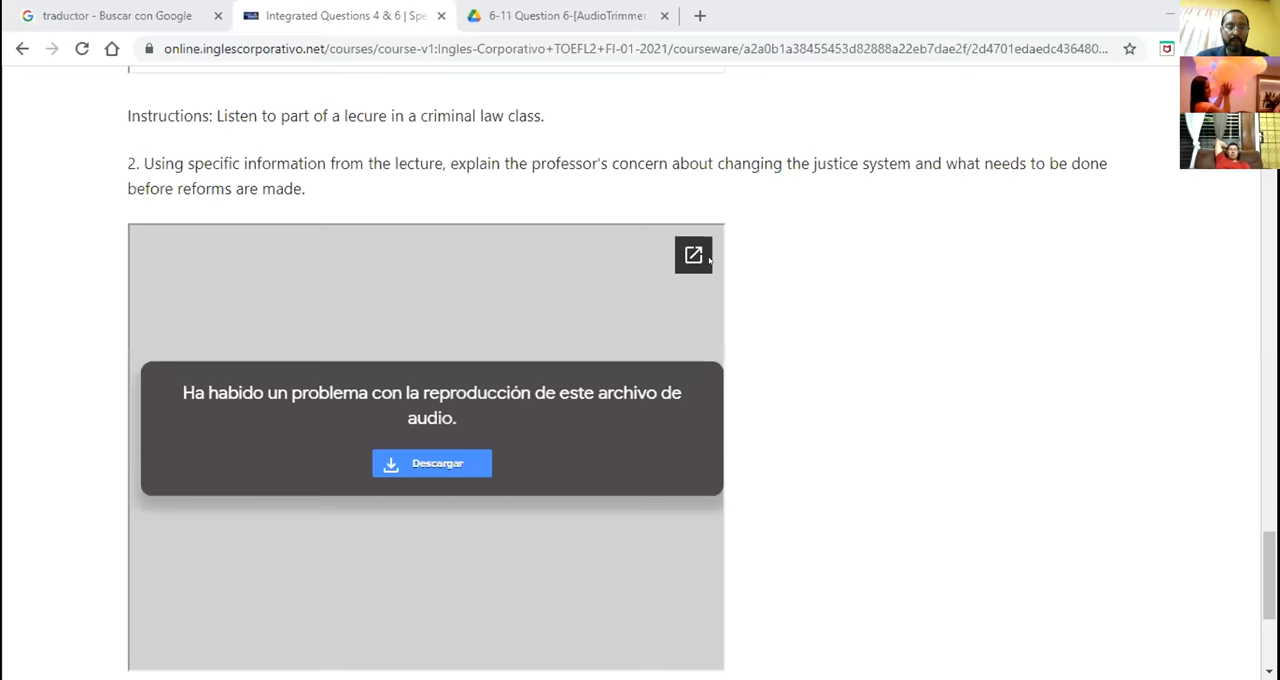 traductor - Buscar con Google
Integrated Questions 4 & 6 | Spe
6-11 Question 6-[AudioTrimmer
online.inglescorporativo.net/courses/course-v1:Ingles-Corporativo+TOEFL2+FI-01-2021/courseware/a2a0b1a38455453d82888a22eb7dae2f/2d4701edaedc436480...
Instructions: Listen to part of a lecure in a criminal law class.
2. Using specific information from the lecture, explain the professor's concern about changing the justice system and what needs to be done
before reforms are made.
Ha habido un problema con la reproducción de este archivo de
audio.
Descargar